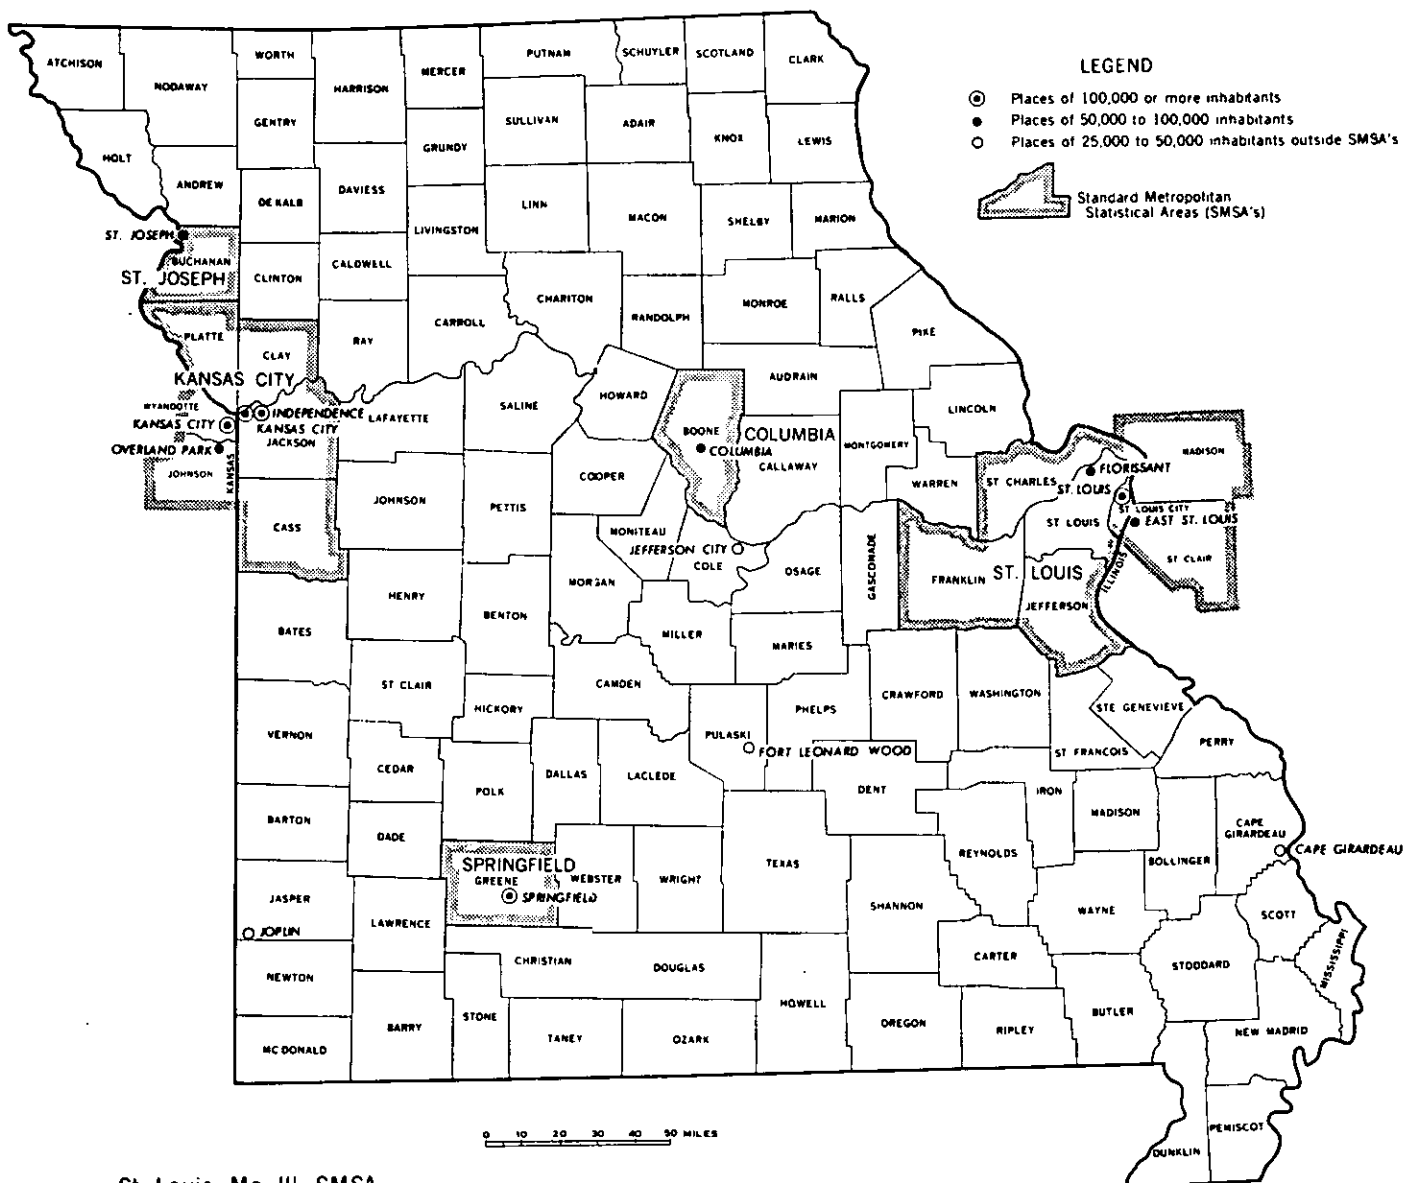 LEGEND
Places of 100,000 or more inhabitants
Places of 50,000 to 100,000 inhabitants
Places of 25,000 to 50,000 inhabitants outside SMSA's
Standard Metropolitan
Statistical Areas (SMSA's)
ATCHISON
NODAWAY
WORTH
HARRISON
MERCER
PUTNAM
SCHUYLER
SCOTLAND
CLARK
GENTRY
SULLIVAN
ADAIR
KNOX
LEWIS
HOLT
ANDREW
DE KALB
DAVIESS
GRUNDY
LINN
MACON
SHELBY
MARION
LIVINGSTON
ST. JOSEPH
BUCHANAN
ST. JOSEPH
CLINTON
CALDWELL
CHARITON
RANDOLPH
MONROE
RALLS
PIKE
PLATTE
CLAY
RAY
CARROLL
KANSAS CITY
AUDRAIN
WYANDOTTE
INDEPENDENCE
KANSAS CITY
KANSAS CITY
JACKSON
LAFAYETTE
SALINE
HOWARD
BOONE
COLUMBIA
COLUMBIA
CALLAWAY
MONTGOMERY
LINCOLN
OVERLAND PARK
JOHNSON
KANSAS
CASS
JOHNSON
PETTIS
COOPER
MONITEAU
JEFFERSON CITY
COLE
WARREN
ST CHARLES
FLORISSANT
MADISON
ST. LOUIS
ST LOUIS CITY
ST LOUIS
EAST ST. LOUIS
ST CLAIR
ILLINOIS
HENRY
BENTON
MORGAN
OSAGE
GASCONADE
FRANKLIN
ST. LOUIS
JEFFERSON
BATES
MILLER
MARIES
ST CLAIR
HICKORY
CAMDEN
PULASKI
PHELPS
CRAWFORD
WASHINGTON
STE GENEVIEVE
ST FRANCOIS
PERRY
VERNON
CEDAR
POLK
DALLAS
LACLEDE
FORT LEONARD WOOD
DENT
IRON
MADISON
BARTON
DADE
CAPE
GIRARDEAU
CAPE GIRARDEAU
SPRINGFIELD
GREENE
SPRINGFIELD
WEBSTER
WRIGHT
TEXAS
REYNOLDS
BOLLINGER
JASPER
JOPLIN
LAWRENCE
SHANNON
WAYNE
SCOTT
MISSISSIPPI
NEWTON
CHRISTIAN
DOUGLAS
CARTER
STODDARD
MC DONALD
BARRY
STONE
TANEY
OZARK
HOWELL
OREGON
RIPLEY
BUTLER
NEW MADRID
DUNKLIN
PEMISCOT
0 10 20 30 40 50 MILES
St. Louis, Mo.-Ill. SMSA